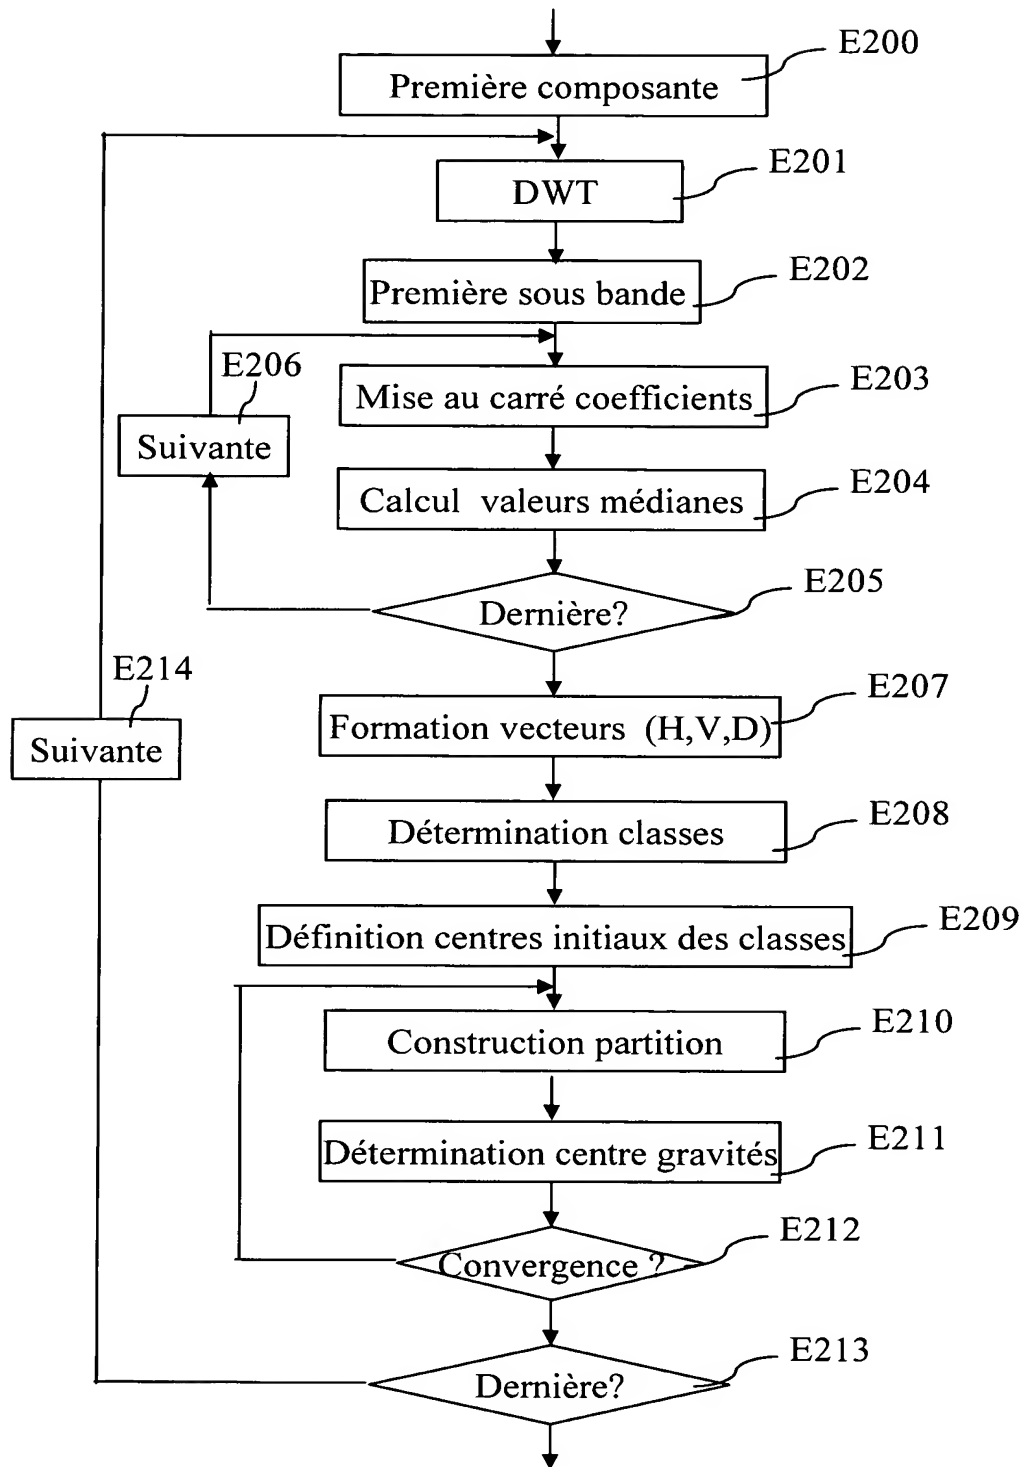 E200
Première composante
E201
DWT
E202
Première sous bande
E206
E203
Mise au carré coefficients
Suivante
E204
Calcul valeurs médianes
E205
Dernière?
E214
E207
Formation vecteurs (H,V,D)
Suivante
E208
Détermination classes
E209
Définition centres initiaux des classes
E210
Construction partition
E211
Détermination centre gravités
E212
Convergence ?
E213
Dernière?